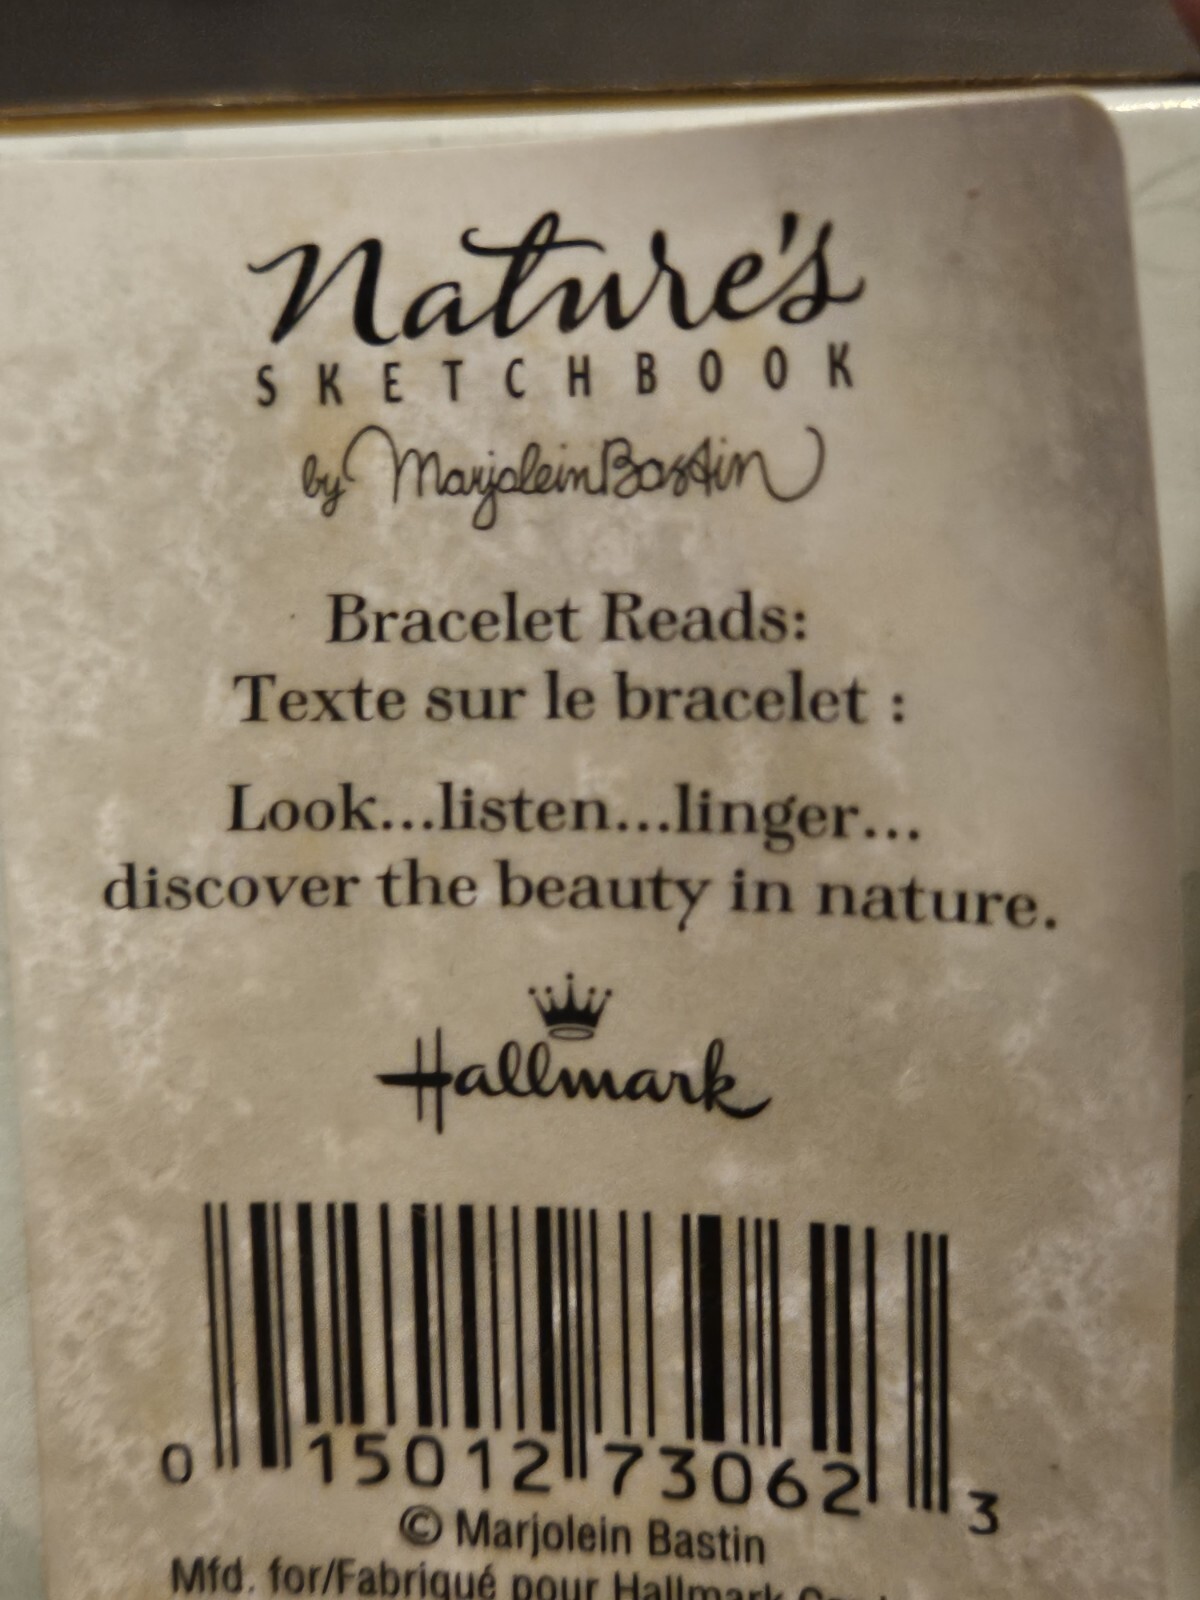 Nature's
SKETCHBOOK
by Marjolein Bastin
Bracelet Reads:
Texte sur le bracelet :
Look...listen...linger...
discover the beauty in nature.
Hallmark
0 15012 73062 3
© Marjolein Bastin
Mfd. for/Fabriqué pour Hallmark